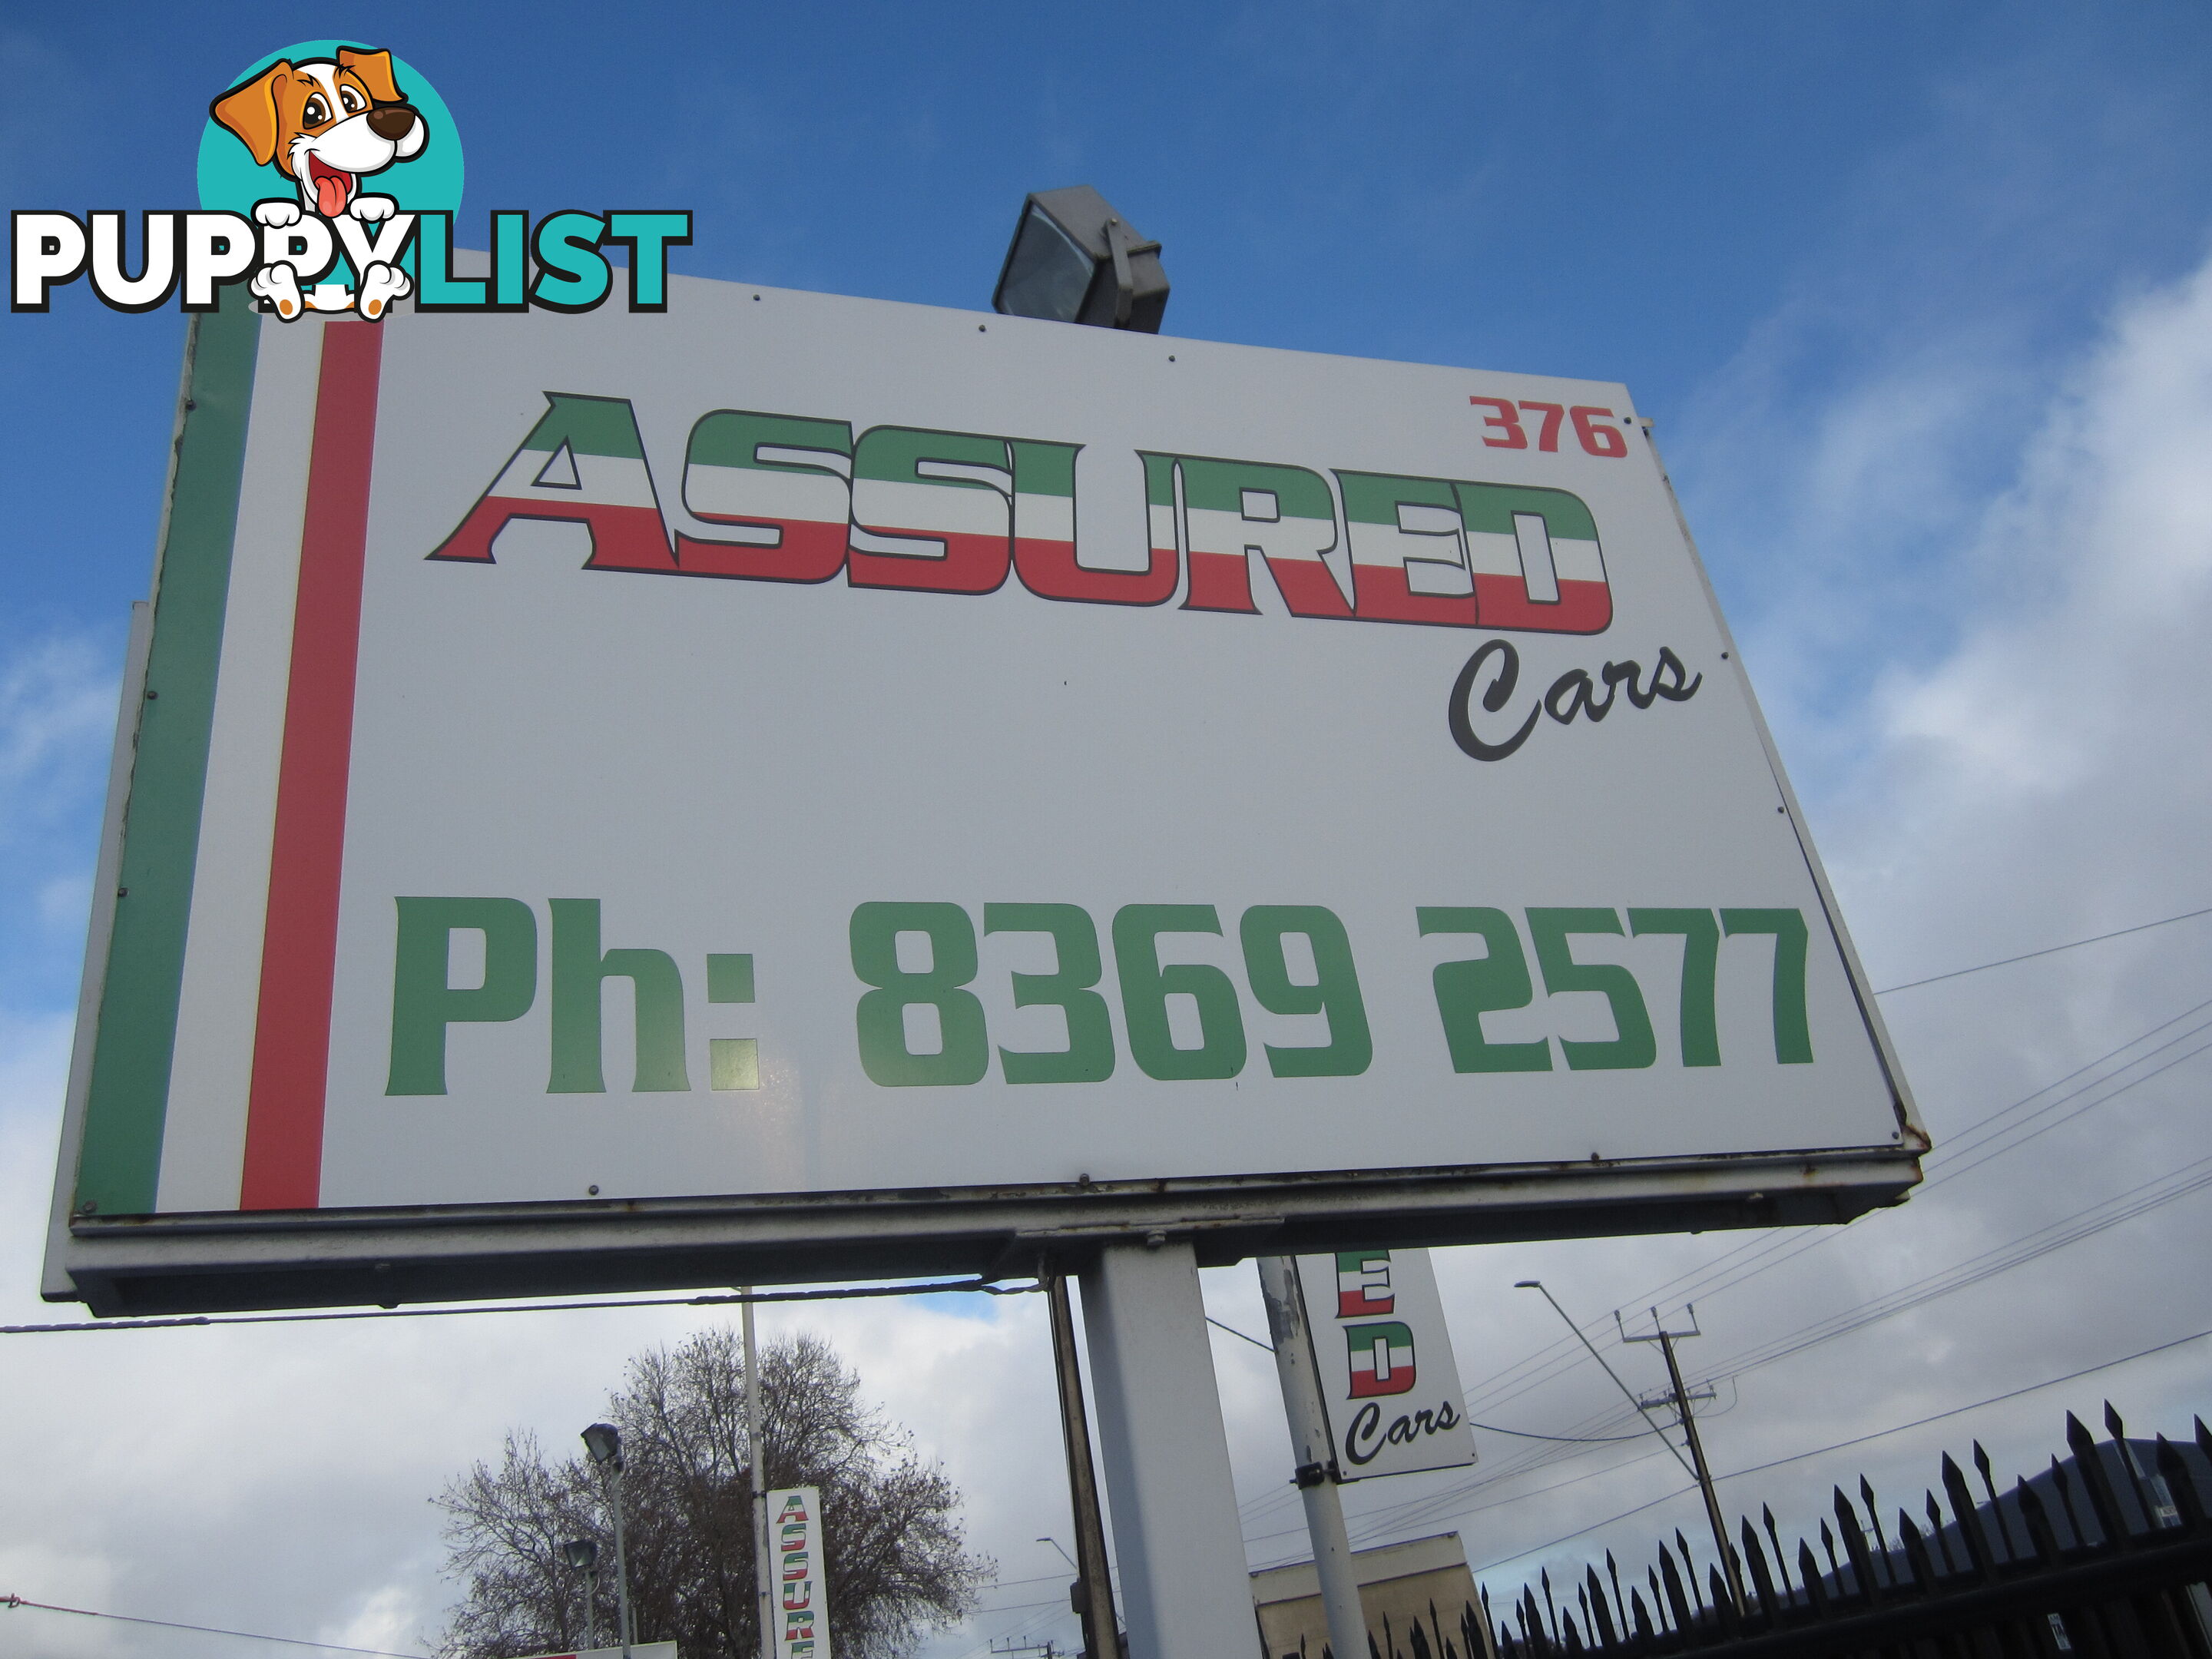 PUPPYLIST
376
ASSURED
Cars
Ph: 8369 2577
ED
Cars
ASSURE